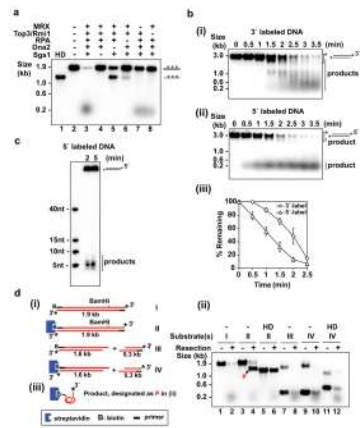 a
MRX
Top3/Rmi1
RPA
Dna2
Sgs1
Size (kb) HD
1.9
1.0
0.2
1 2 3 4 5 6 7 8
b
(i) 3' labeled DNA
Size (kb) 0 0.5 1 1.5 2 2.5 3 3.5 (min)
3.0
1.2
0.6
0.2
products
(ii) 5' labeled DNA
0 0.5 1 1.5 2 2.5 3 3.5 (min)
3.0
1.2
0.6
0.2
product
product
(iii)
% Remaining
100
80
60
40
20
0
3'-label
5'-label
0 0.5 1 1.5 2 2.5
Time (min)
c
5' labeled DNA
2 5 (min)
5'
40nt
15nt
10nt
5nt
products
d
(i)
BamHI
3'
1.9 kb
I
BamHI
3'
1.9 kb
II
1.6 kb + 0.3 kb
III
1.6 kb + 0.3 kb
IV
(iii) Product, designated as P in (ii)
streptavidin B: biotin primer
(ii)
HD HD
Substrate(s) I II II III IV IV
Resection - + - + - + - + - + - +
Size (kb)
1.9
1.2
0.6
0.2
1 2 3 4 5 6 7 8 9 10 11 12